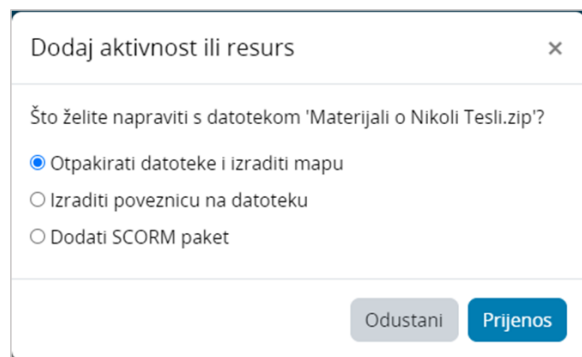 Dodaj aktivnost ili resurs ×
Što želite napraviti s datotekom 'Materijali o Nikoli Tesli.zip'?
Otpakirati datoteke i izraditi mapu
Izraditi poveznicu na datoteku
Dodati SCORM paket
Odustani Prijenos